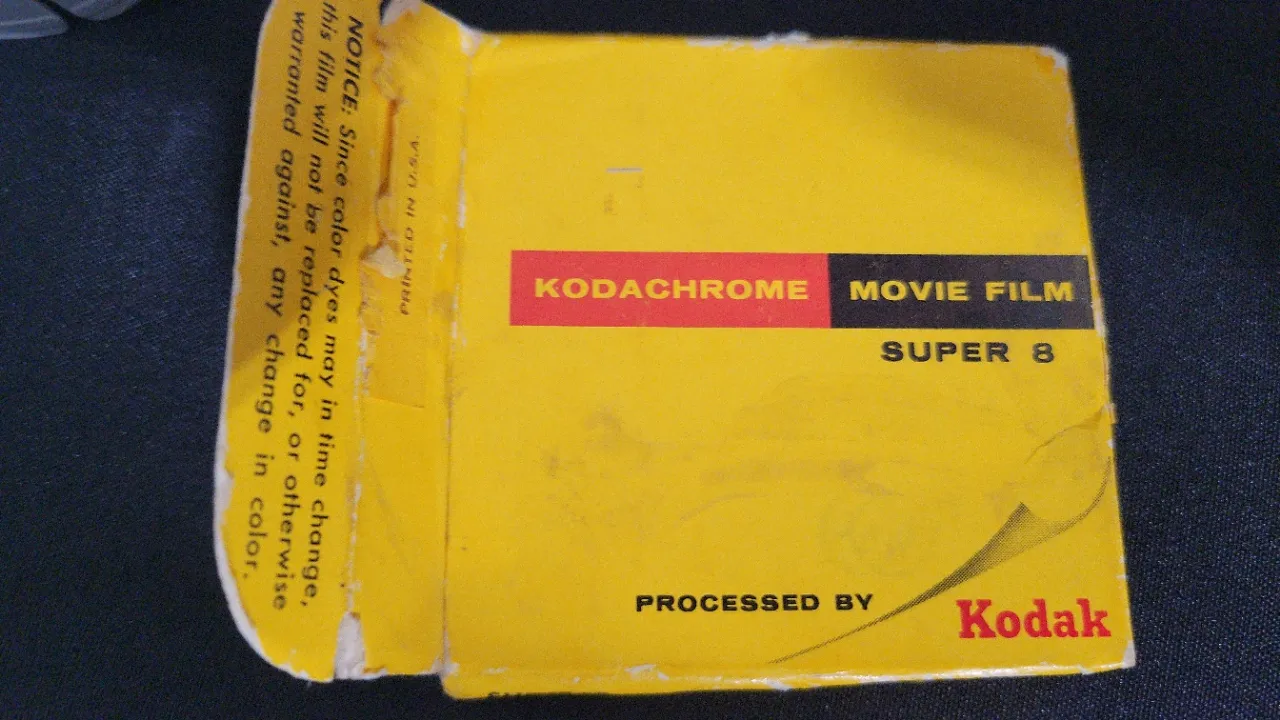 NOTICE: Since color dyes may in time change,
this film will not be replaced for, or otherwise
warranted against, any change in color.
PRINTED IN U.S.A.
KODACHROME MOVIE FILM
SUPER 8
PROCESSED BY Kodak